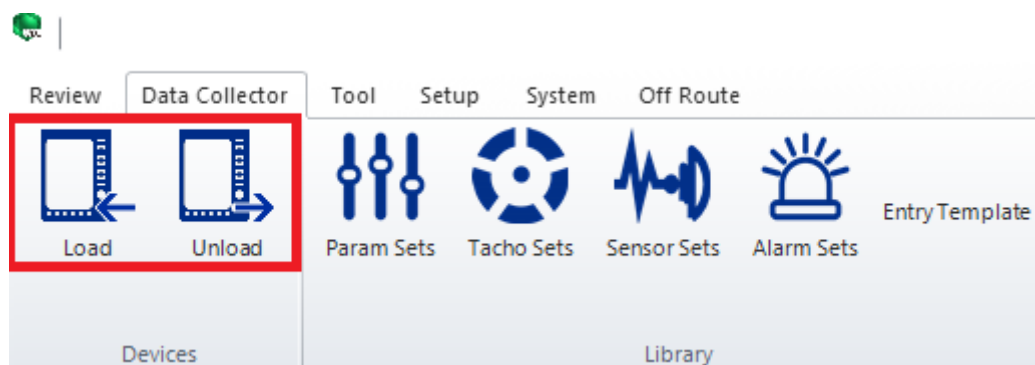 Review Data Collector Tool Setup System Off Route
Load Unload Param Sets Tacho Sets Sensor Sets Alarm Sets Entry Template
Devices Library